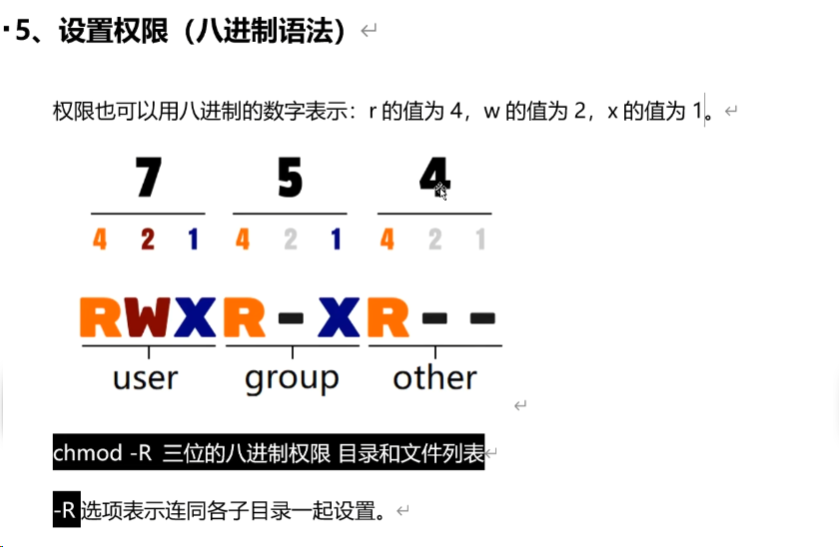 5、设置权限（八进制语法）
权限也可以用八进制的数字表示：r 的值为 4，w 的值为 2，x 的值为 1。
7 5 4
4 2 1 4 2 1 4 2 1
RWXR-XR--
user group other
chmod -R 三位的八进制权限 目录和文件列表
-R 选项表示连同各子目录一起设置。